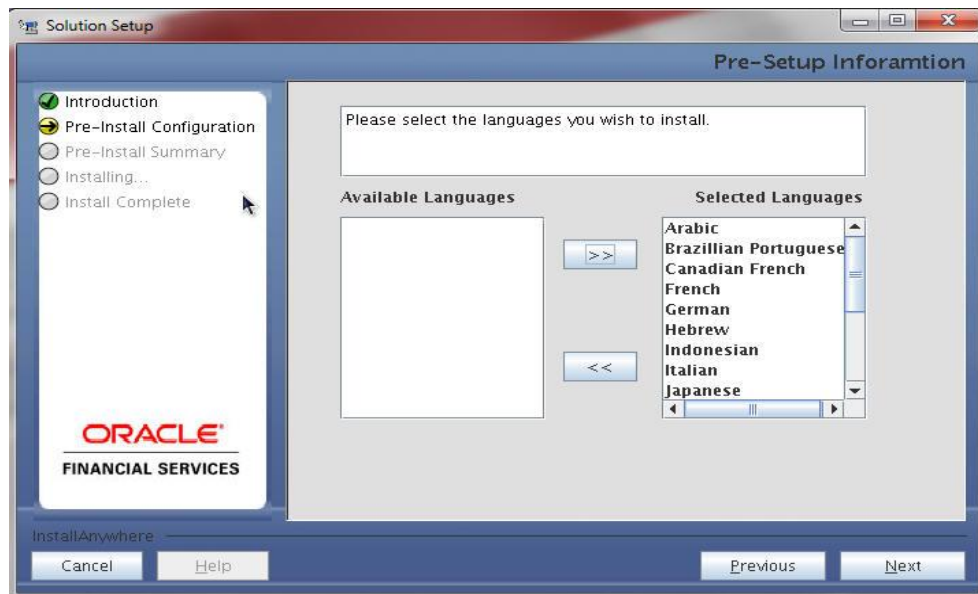 Solution Setup
Pre-Setup Inforamtion
Introduction
Pre-Install Configuration
Pre-Install Summary
Installing...
Install Complete
ORACLE
FINANCIAL SERVICES
Please select the languages you wish to install.
Available Languages
Selected Languages
>>
<<
Arabic
Brazillian Portuguese
Canadian French
French
German
Hebrew
Indonesian
Italian
Japanese
InstallAnywhere
Cancel
Help
Previous
Next